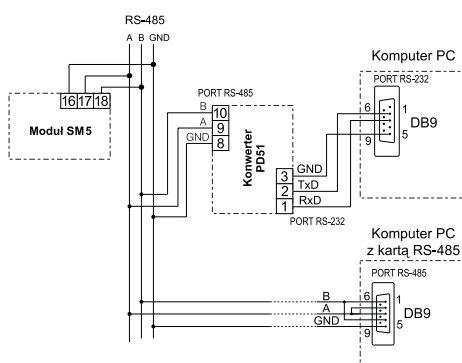 RS-485
A B GND
Komputer PC
PORT RS-232
16 17 18
PORT RS-485
Moduł SM5
B 10
A 9
GND 8
Konwerter
PD51
6 1
DB9
9 5
3 GND
2 TxD
1 RxD
PORT RS-232
Komputer PC
z kartą RS-485
PORT RS-485
B
A
GND
6 1
DB9
9 5